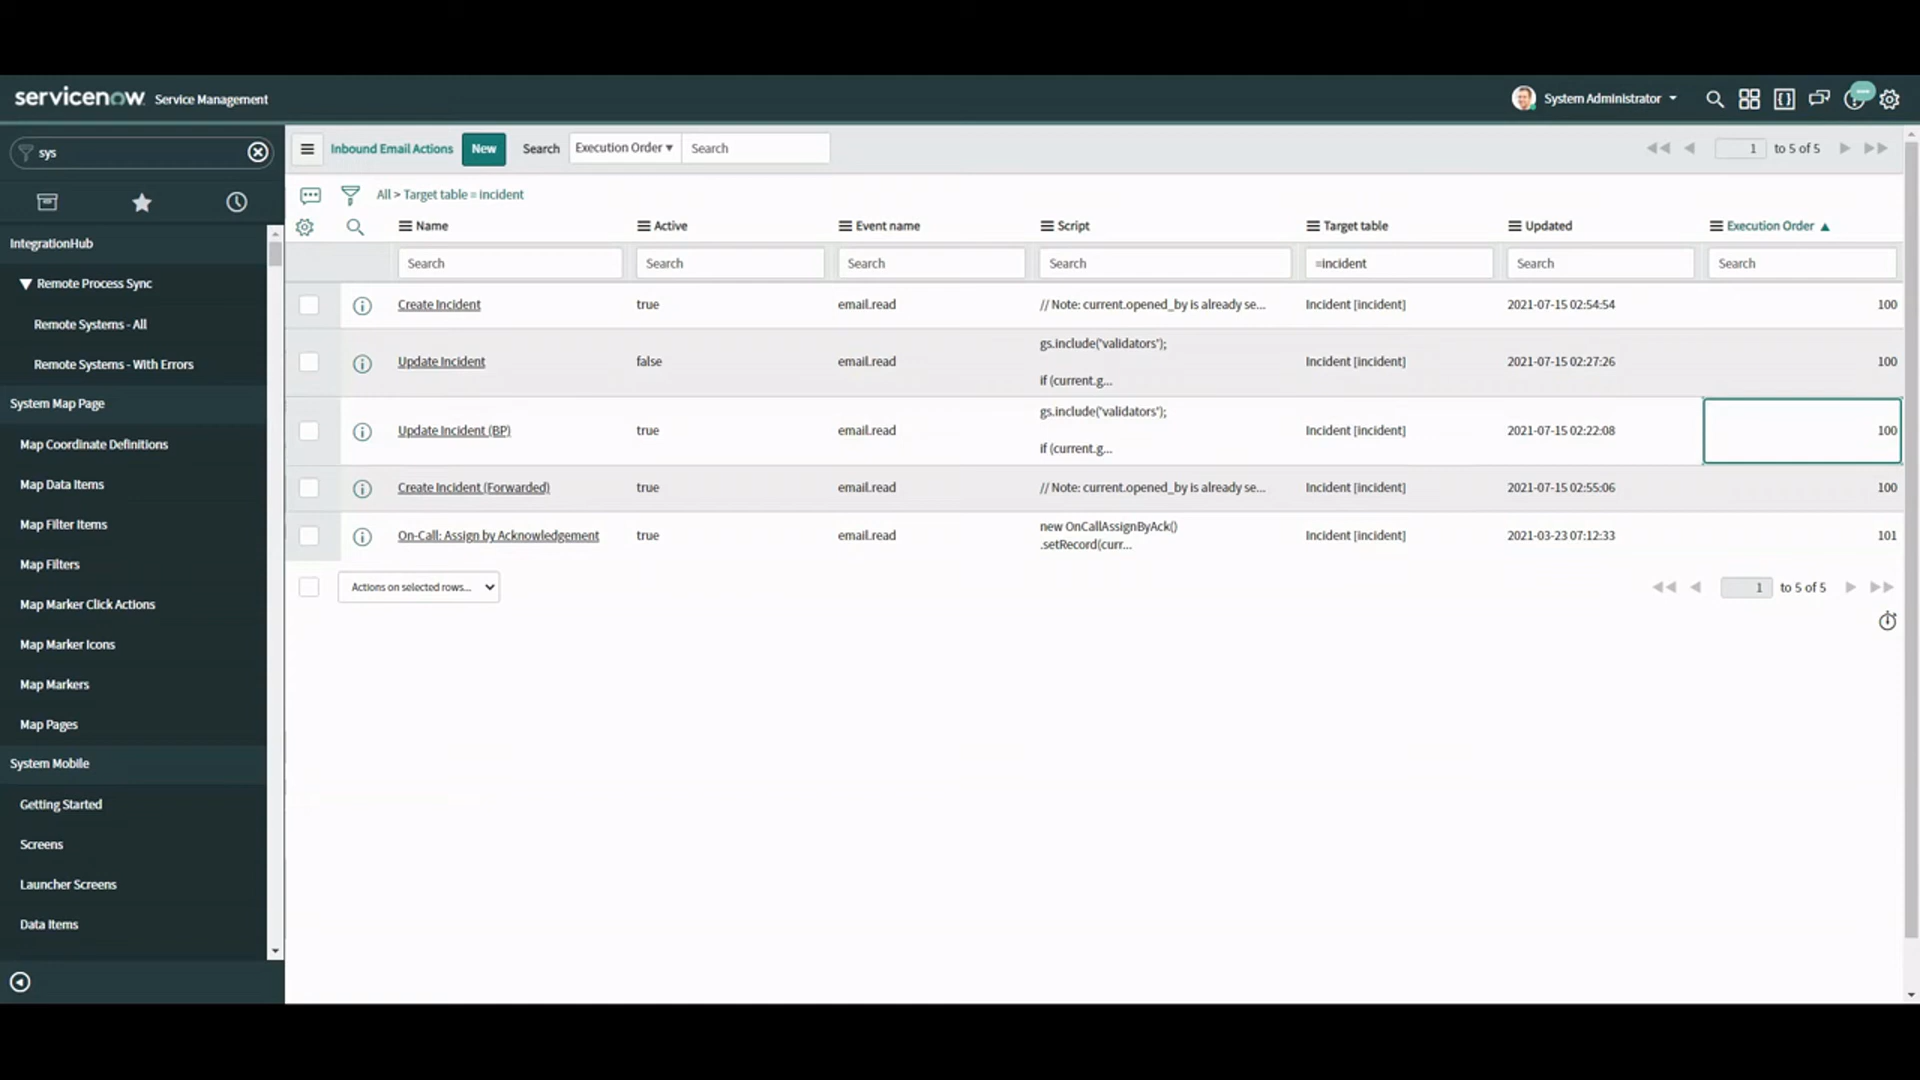 servicenow Service Management
System Administrator
sys
Inbound Email Actions New Search Execution Order ▾ Search 1 to 5 of 5
All > Target table = incident
Name Active Event name Script Target table Updated Execution Order ▲
Search Search Search Search =incident Search Search
Create Incident true email.read // Note: current.opened_by is already se... Incident [incident] 2021-07-15 02:54:54 100
Update Incident false email.read gs.include('validators');
if (current.g... Incident [incident] 2021-07-15 02:27:26 100
Update Incident (BP) true email.read gs.include('validators');
if (current.g... Incident [incident] 2021-07-15 02:22:08 100
Create Incident (Forwarded) true email.read // Note: current.opened_by is already se... Incident [incident] 2021-07-15 02:55:06 100
On-Call: Assign by Acknowledgement true email.read new OnCallAssignByAck()
.setRecord(curr... Incident [incident] 2021-03-23 07:12:33 101
Actions on selected rows... 1 to 5 of 5
IntegrationHub
Remote Process Sync
Remote Systems - All
Remote Systems - With Errors
System Map Page
Map Coordinate Definitions
Map Data Items
Map Filter Items
Map Filters
Map Marker Click Actions
Map Marker Icons
Map Markers
Map Pages
System Mobile
Getting Started
Screens
Launcher Screens
Data Items